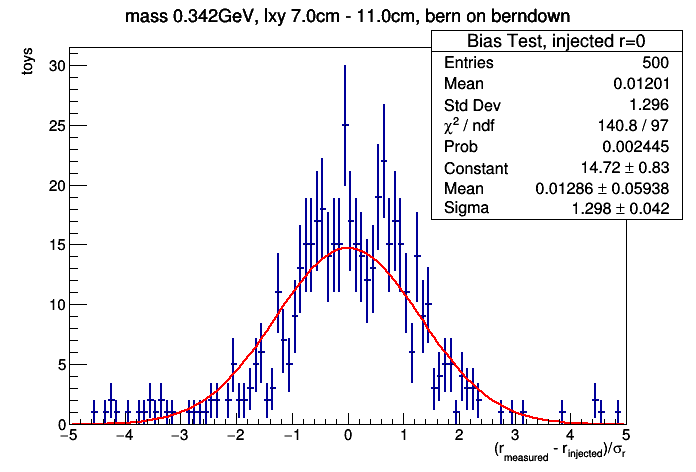 mass 0.342GeV, lxy 7.0cm - 11.0cm, bern on berndown
Bias Test, injected r=0
Entries 500
Mean 0.01201
Std Dev 1.296
χ² / ndf 140.8 / 97
Prob 0.002445
Constant 14.72 ± 0.83
Mean 0.01286 ± 0.05938
Sigma 1.298 ± 0.042
toys
30
25
20
15
10
5
0
−5 −4 −3 −2 −1 0 1 2 3 4 5
(r_measured - r_injected)/σ_r